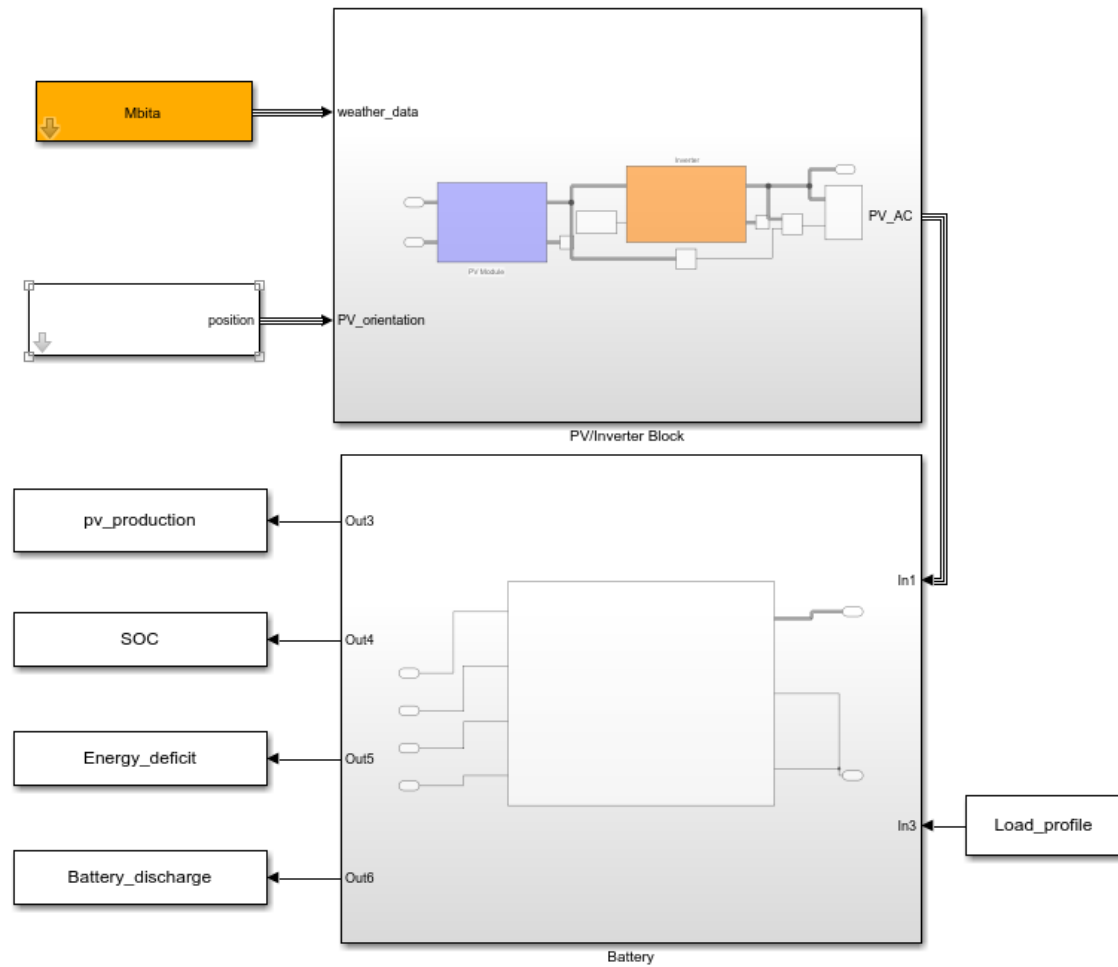 Mbita
weather_data
Inverter
PV_AC
PV Module
position
PV_orientation
PV/Inverter Block
pv_production
Out3
In1
SOC
Out4
Energy_deficit
Out5
In3
Load_profile
Battery_discharge
Out6
Battery